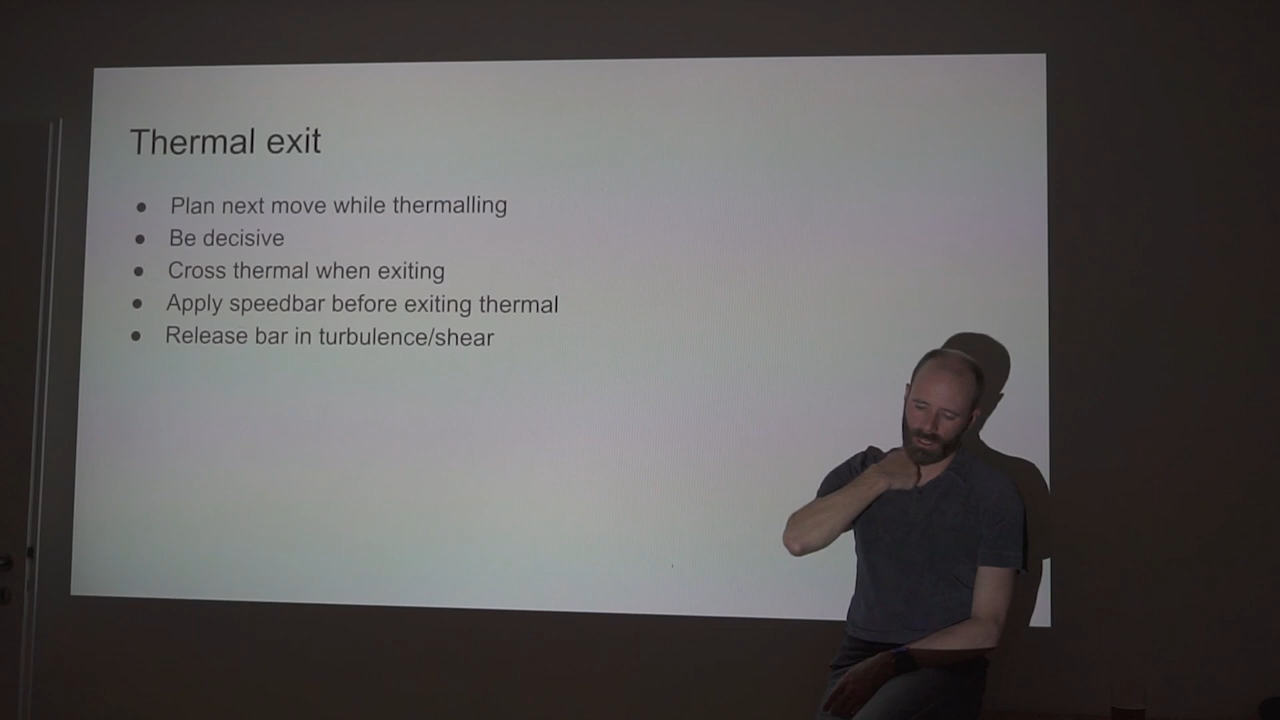 Thermal exit
● Plan next move while thermalling
● Be decisive
● Cross thermal when exiting
● Apply speedbar before exiting thermal
● Release bar in turbulence/shear